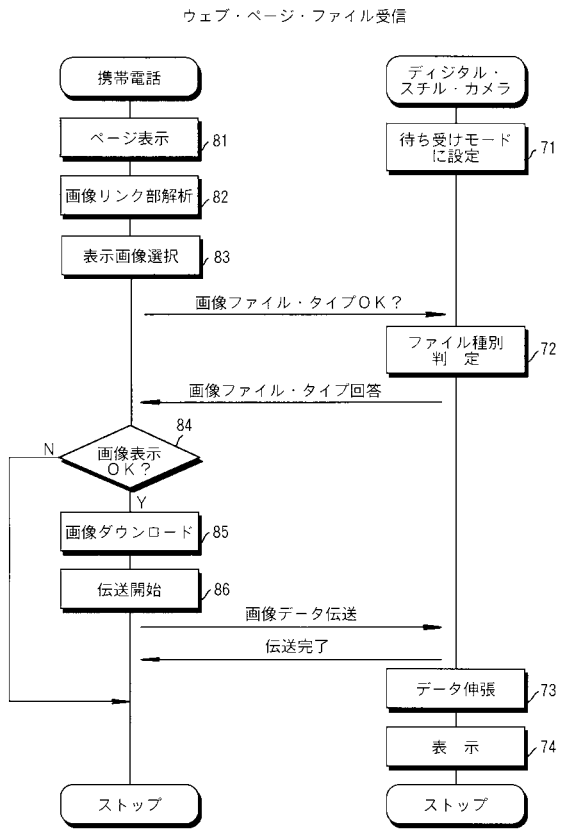 ウェブ・ページ・ファイル受信
携帯電話
ディジタル・
スチル・カメラ
ページ表示
81
待ち受けモード
に設定
71
画像リンク部解析
82
表示画像選択
83
画像ファイル・タイプOK?
ファイル種別
判 定
72
画像ファイル・タイプ回答
84
N
画像表示
OK?
Y
画像ダウンロード
85
伝送開始
86
画像データ伝送
伝送完了
データ伸張
73
表 示
74
ストップ
ストップ